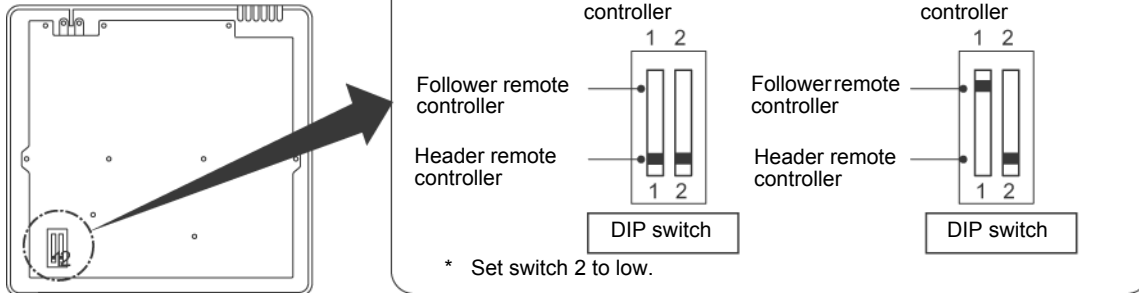 controller
1 2
Follower remote
controller
Header remote
controller
1 2
DIP switch
controller
1 2
Follower remote
controller
Header remote
controller
1 2
DIP switch
* Set switch 2 to low.
12